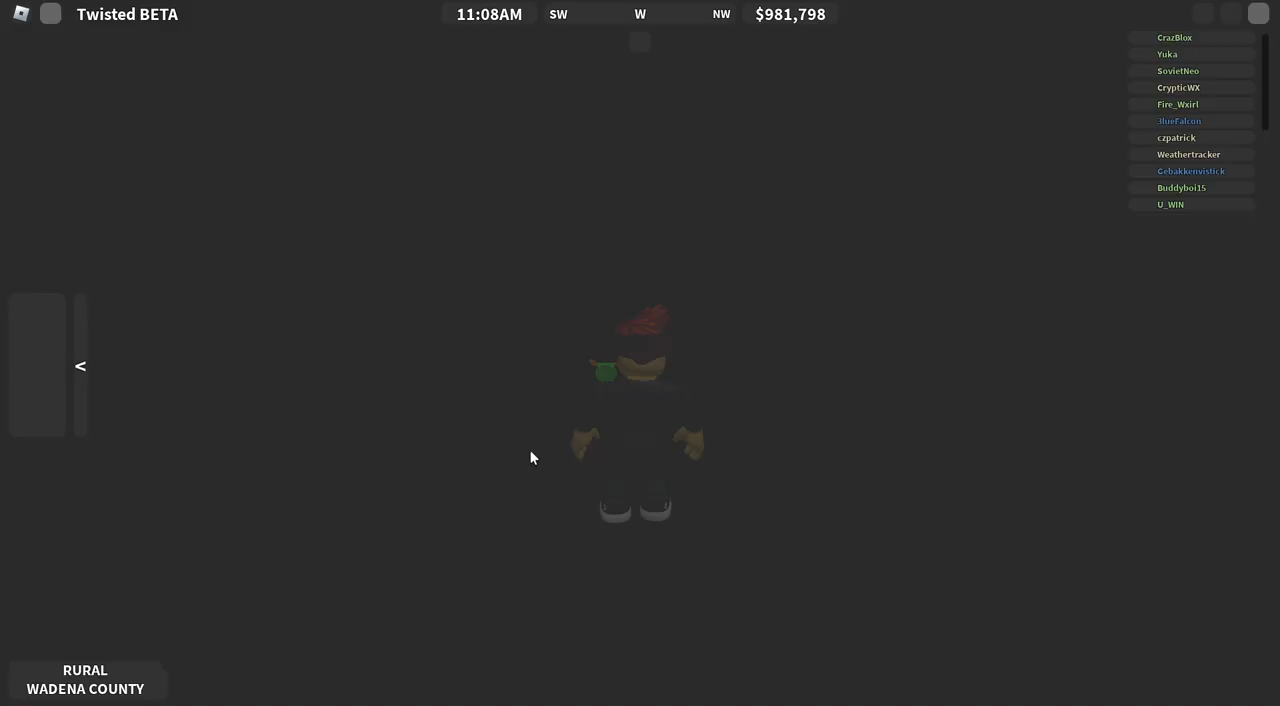 Twisted BETA
11:08AM
SW W NW
$981,798
CrazBlox
Yuka
SovietNeo
CrypticWX
Fire_Wxirl
3lueFalcon
czpatrick
Weathertracker
Gebakkenvistick
Buddyboi15
U_WIN
<
RURAL
WADENA COUNTY